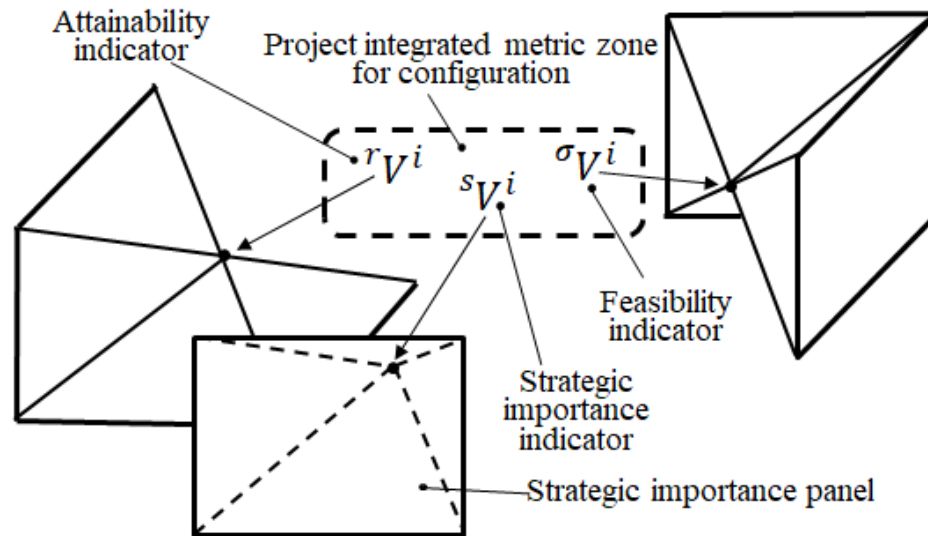 Attainability
indicator
Project integrated metric zone
for configuration
ʳVⁱ
ˢVⁱ
σVⁱ
Feasibility
indicator
Strategic
importance
indicator
Strategic importance panel